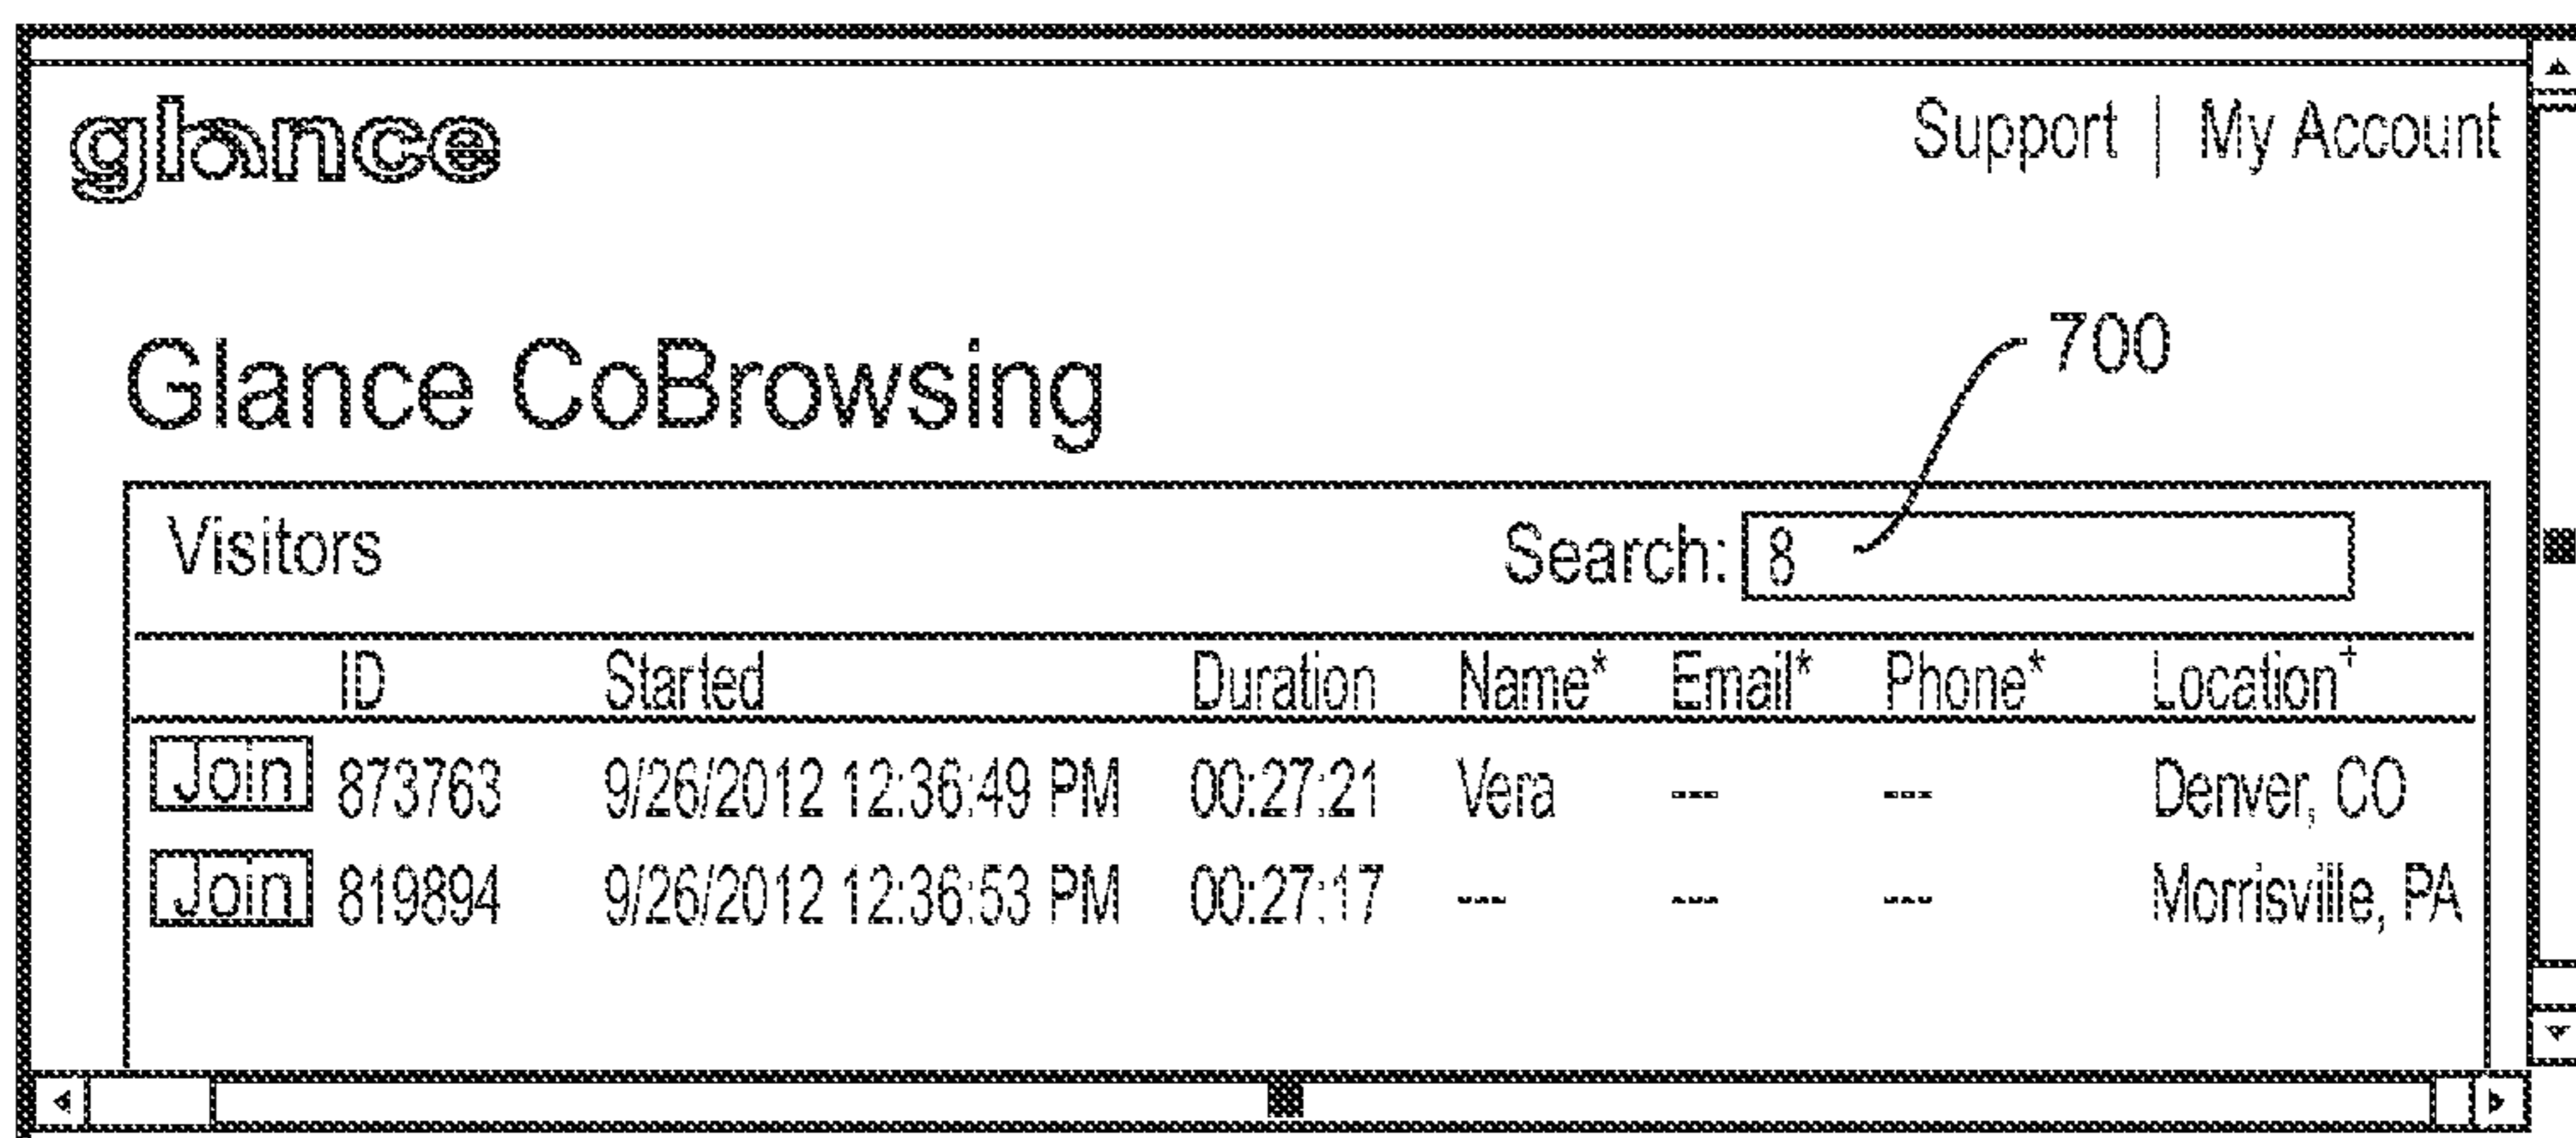 glance Support | My Account
700
Glance CoBrowsing
Visitors Search: 8
ID Started Duration Name* Email* Phone* Location+
Join 873763 9/26/2012 12:36:49 PM 00:27:21 Vera --- --- Denver, CO
Join 819894 9/26/2012 12:36:53 PM 00:27:17 --- --- --- Morrisville, PA